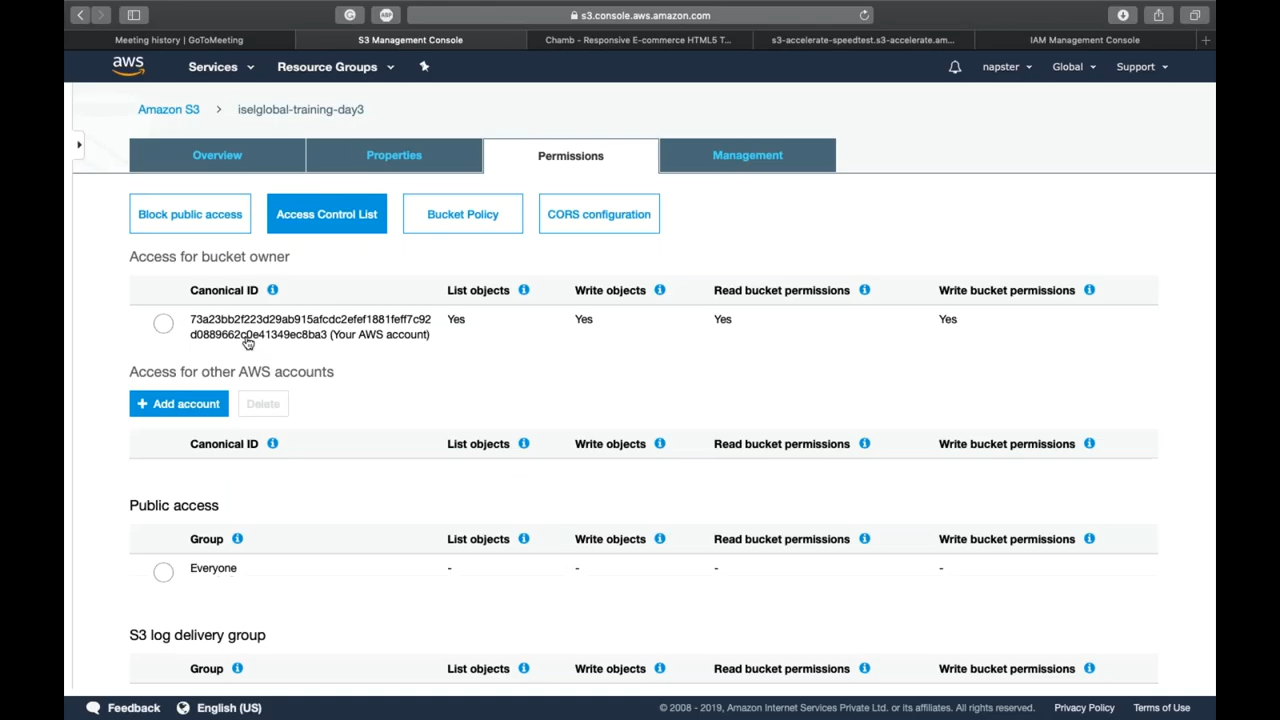 s3.console.aws.amazon.com
Meeting history | GoToMeeting
S3 Management Console
Chamb - Responsive E-commerce HTML5 T...
s3-accelerate-speedtest.s3-accelerate.am...
IAM Management Console
aws
Services
Resource Groups
napster
Global
Support
Amazon S3 > iselglobal-training-day3
Overview
Properties
Permissions
Management
Block public access
Access Control List
Bucket Policy
CORS configuration
Access for bucket owner
Canonical ID List objects Write objects Read bucket permissions Write bucket permissions
73a23bb2f223d29ab915afcdc2efef1881feff7c92 Yes Yes Yes Yes
d0889662c0e41349ec8ba3 (Your AWS account)
Access for other AWS accounts
+ Add account
Delete
Canonical ID List objects Write objects Read bucket permissions Write bucket permissions
Public access
Group List objects Write objects Read bucket permissions Write bucket permissions
Everyone - - - -
S3 log delivery group
Group List objects Write objects Read bucket permissions Write bucket permissions
Feedback
English (US)
© 2008 - 2019, Amazon Internet Services Private Ltd. or its affiliates. All rights reserved.
Privacy Policy
Terms of Use